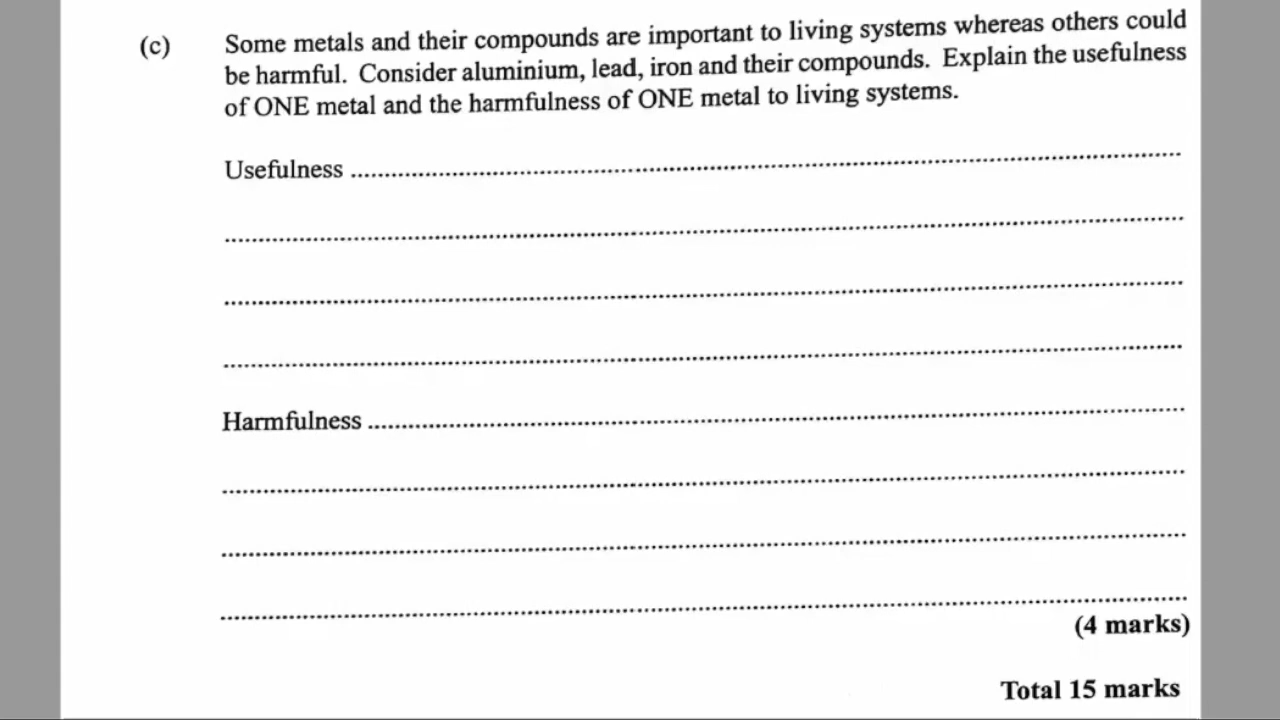 (c) Some metals and their compounds are important to living systems whereas others could
be harmful. Consider aluminium, lead, iron and their compounds. Explain the usefulness
of ONE metal and the harmfulness of ONE metal to living systems.
Usefulness ....................................................................................................
....................................................................................................
....................................................................................................
....................................................................................................
Harmfulness ....................................................................................................
....................................................................................................
....................................................................................................
....................................................................................................
(4 marks)
Total 15 marks